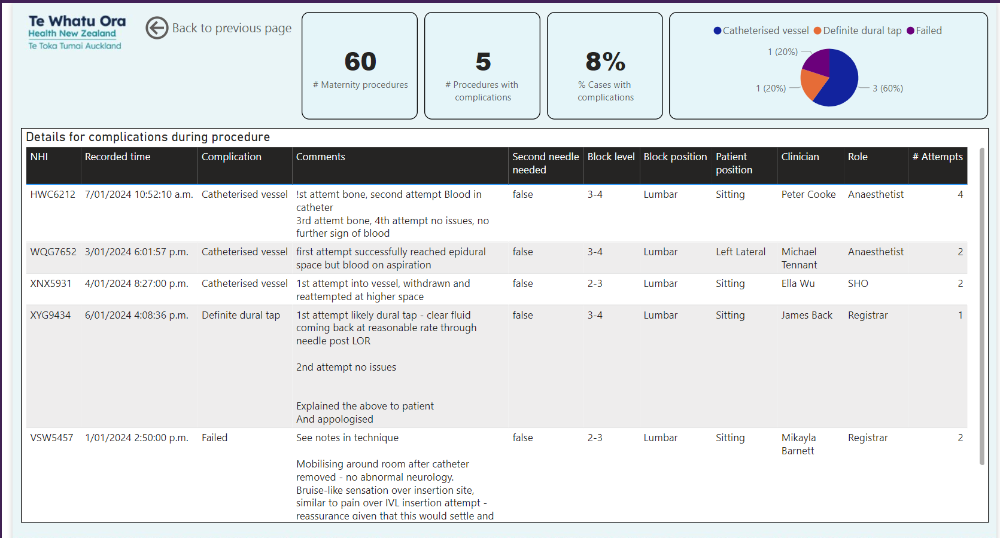 Te Whatu Ora
Health New Zealand
Te Toka Tumai Auckland
Back to previous page
60
# Maternity procedures
5
# Procedures with
complications
8%
% Cases with
complications
Catheterised vessel Definite dural tap Failed
1 (20%)
1 (20%)
3 (60%)
Details for complications during procedure
NHI Recorded time Complication Comments Second needle needed Block level Block position Patient position Clinician Role # Attempts
HWC6212 7/01/2024 10:52:10 a.m. Catheterised vessel !st attemt bone, second attempt Blood in false 3-4 Lumbar Sitting Peter Cooke Anaesthetist 4
catheter
3rd attemt bone, 4th attempt no issues, no
further sign of blood
WQG7652 3/01/2024 6:01:57 p.m. Catheterised vessel first attempt successfully reached epidural false 3-4 Lumbar Left Lateral Michael Anaesthetist 2
space but blood on aspiration Tennant
XNX5931 4/01/2024 8:27:00 p.m. Catheterised vessel 1st attempt into vessel, withdrawn and false 2-3 Lumbar Sitting Ella Wu SHO 2
reattempted at higher space
XYG9434 6/01/2024 4:08:36 p.m. Definite dural tap 1st attempt likely dural tap - clear fluid false 3-4 Lumbar Sitting James Back Registrar 1
coming back at reasonable rate through
needle post LOR
2nd attempt no issues
Explained the above to patient
And appologised
VSW5457 1/01/2024 2:50:00 p.m. Failed See notes in technique false 2-3 Lumbar Sitting Mikayla Registrar 2
Barnett
Mobilising around room after catheter
removed - no abnormal neurology.
Bruise-like sensation over insertion site,
similar to pain over IVL insertion attempt -
reassurance given that this would settle and